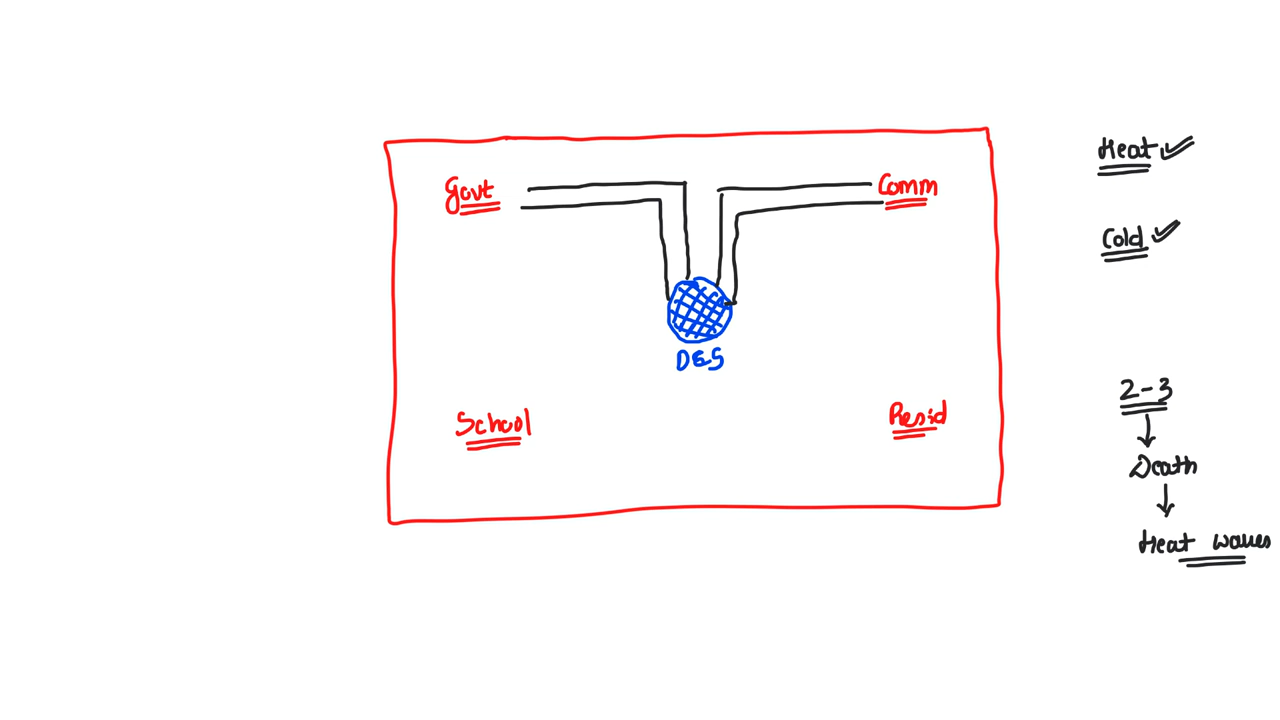 Govt
Comm
DES
School
Resid
Heat
Cold
2-3
Death
Heat waves